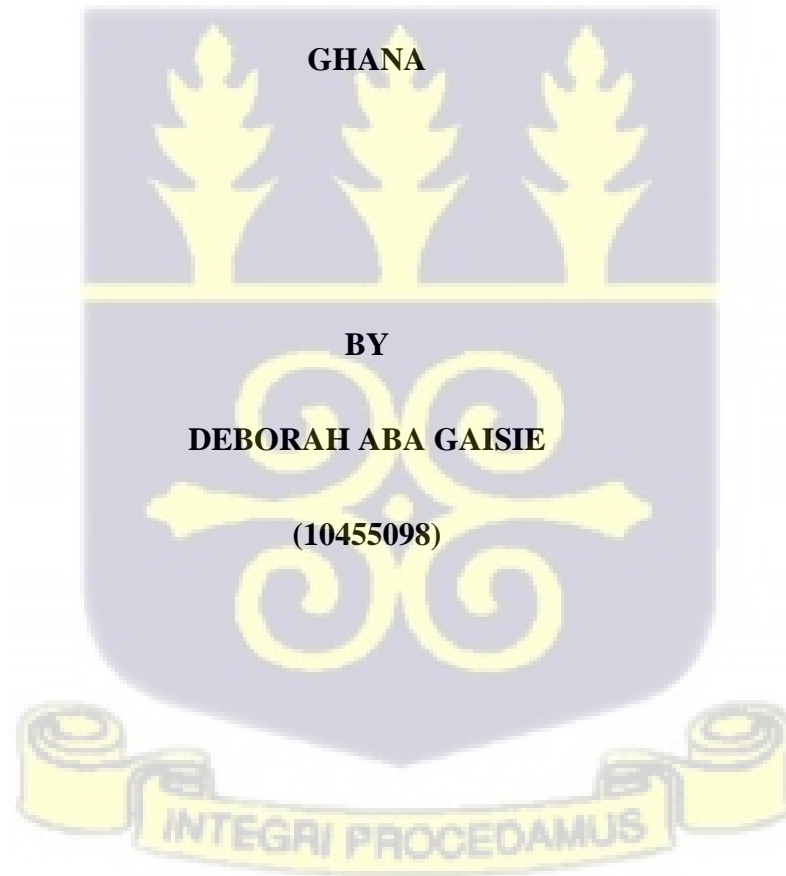 GHANA
BY
DEBORAH ABA GAISIE
(10455098)
INTEGRI PROCEDAMUS